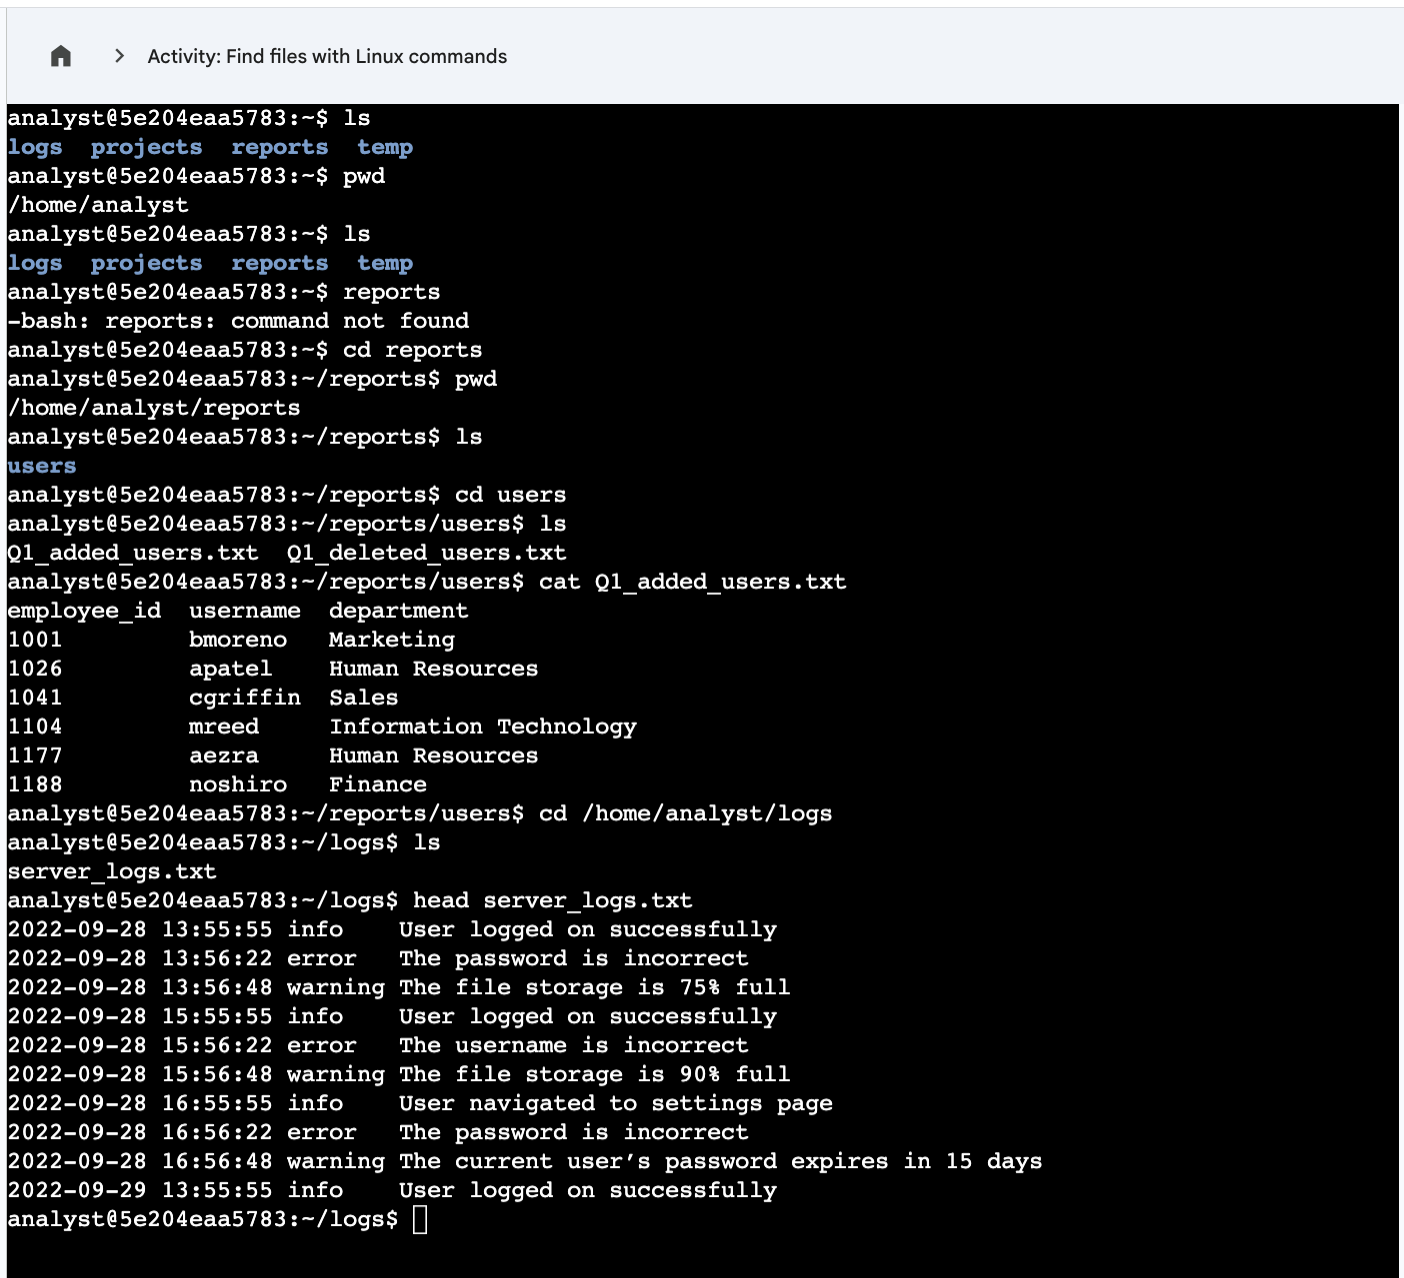 Activity: Find files with Linux commands
analyst@5e204eaa5783:~$ ls
logs  projects  reports  temp
analyst@5e204eaa5783:~$ pwd
/home/analyst
analyst@5e204eaa5783:~$ ls
logs  projects  reports  temp
analyst@5e204eaa5783:~$ reports
-bash: reports: command not found
analyst@5e204eaa5783:~$ cd reports
analyst@5e204eaa5783:~/reports$ pwd
/home/analyst/reports
analyst@5e204eaa5783:~/reports$ ls
users
analyst@5e204eaa5783:~/reports$ cd users
analyst@5e204eaa5783:~/reports/users$ ls
Q1_added_users.txt  Q1_deleted_users.txt
analyst@5e204eaa5783:~/reports/users$ cat Q1_added_users.txt
employee_id  username  department
1001         bmoreno   Marketing
1026         apatel    Human Resources
1041         cgriffin  Sales
1104         mreed     Information Technology
1177         aezra     Human Resources
1188         noshiro   Finance
analyst@5e204eaa5783:~/reports/users$ cd /home/analyst/logs
analyst@5e204eaa5783:~/logs$ ls
server_logs.txt
analyst@5e204eaa5783:~/logs$ head server_logs.txt
2022-09-28 13:55:55 info    User logged on successfully
2022-09-28 13:56:22 error   The password is incorrect
2022-09-28 13:56:48 warning The file storage is 75% full
2022-09-28 15:55:55 info    User logged on successfully
2022-09-28 15:56:22 error   The username is incorrect
2022-09-28 15:56:48 warning The file storage is 90% full
2022-09-28 16:55:55 info    User navigated to settings page
2022-09-28 16:56:22 error   The password is incorrect
2022-09-28 16:56:48 warning The current user’s password expires in 15 days
2022-09-29 13:55:55 info    User logged on successfully
analyst@5e204eaa5783:~/logs$